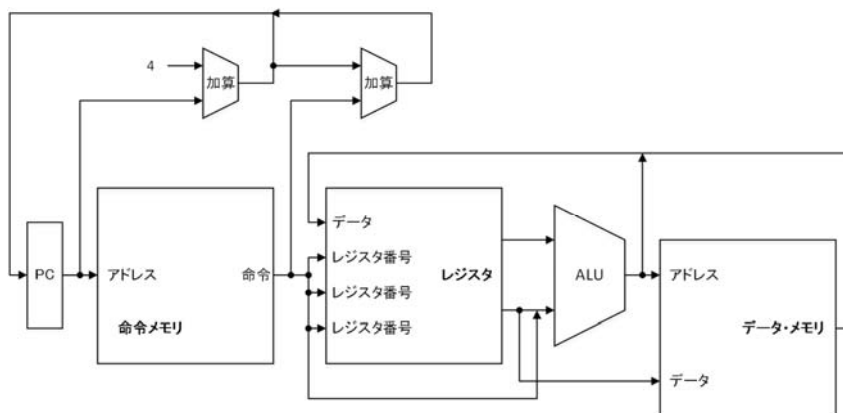 4
加算
加算
PC
アドレス
命令
命令メモリ
データ
レジスタ番号
レジスタ番号
レジスタ番号
レジスタ
ALU
アドレス
データ・メモリ
データ